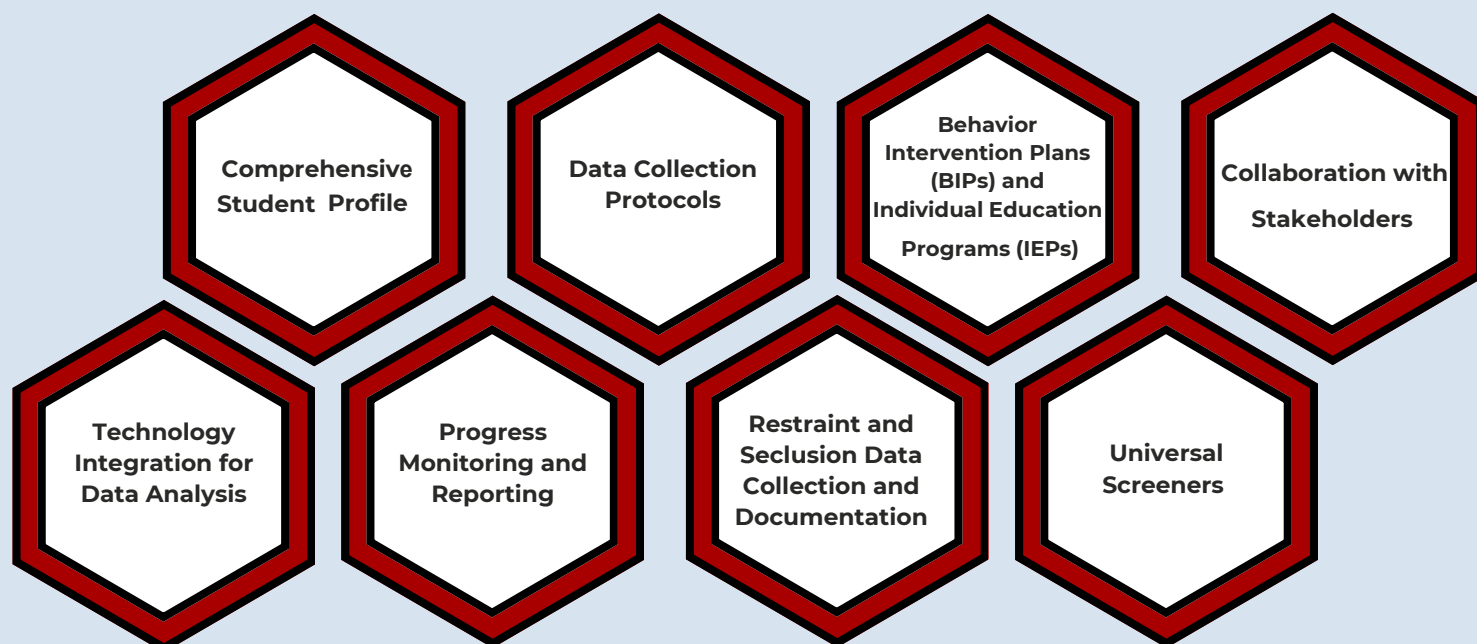 Comprehensive
Student Profile
Data Collection
Protocols
Behavior
Intervention Plans
(BIPs) and
Individual Education
Programs (IEPs)
Collaboration with
Stakeholders
Technology
Integration for
Data Analysis
Progress
Monitoring and
Reporting
Restraint and
Seclusion Data
Collection and
Documentation
Universal
Screeners